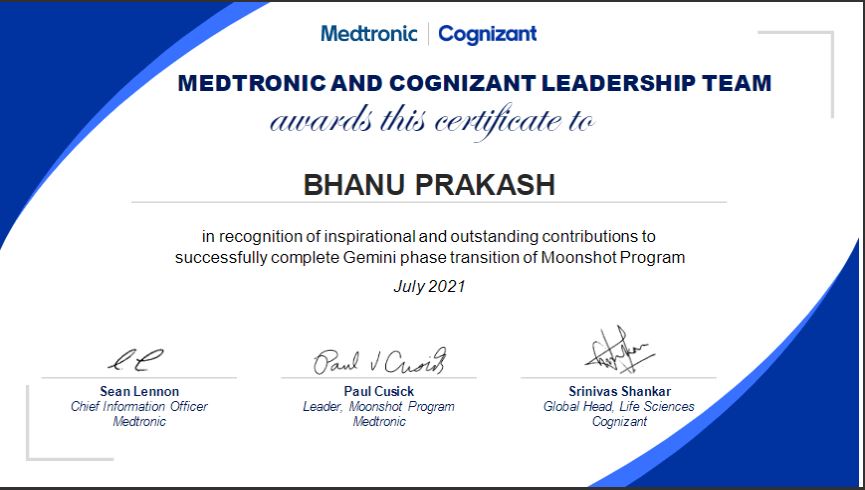 Medtronic | Cognizant
MEDTRONIC AND COGNIZANT LEADERSHIP TEAM
awards this certificate to
BHANU PRAKASH
in recognition of inspirational and outstanding contributions to
successfully complete Gemini phase transition of Moonshot Program
July 2021
Paul J Cusick
Sean Lennon
Chief Information Officer
Medtronic
Paul Cusick
Leader, Moonshot Program
Medtronic
Srinivas Shankar
Global Head, Life Sciences
Cognizant